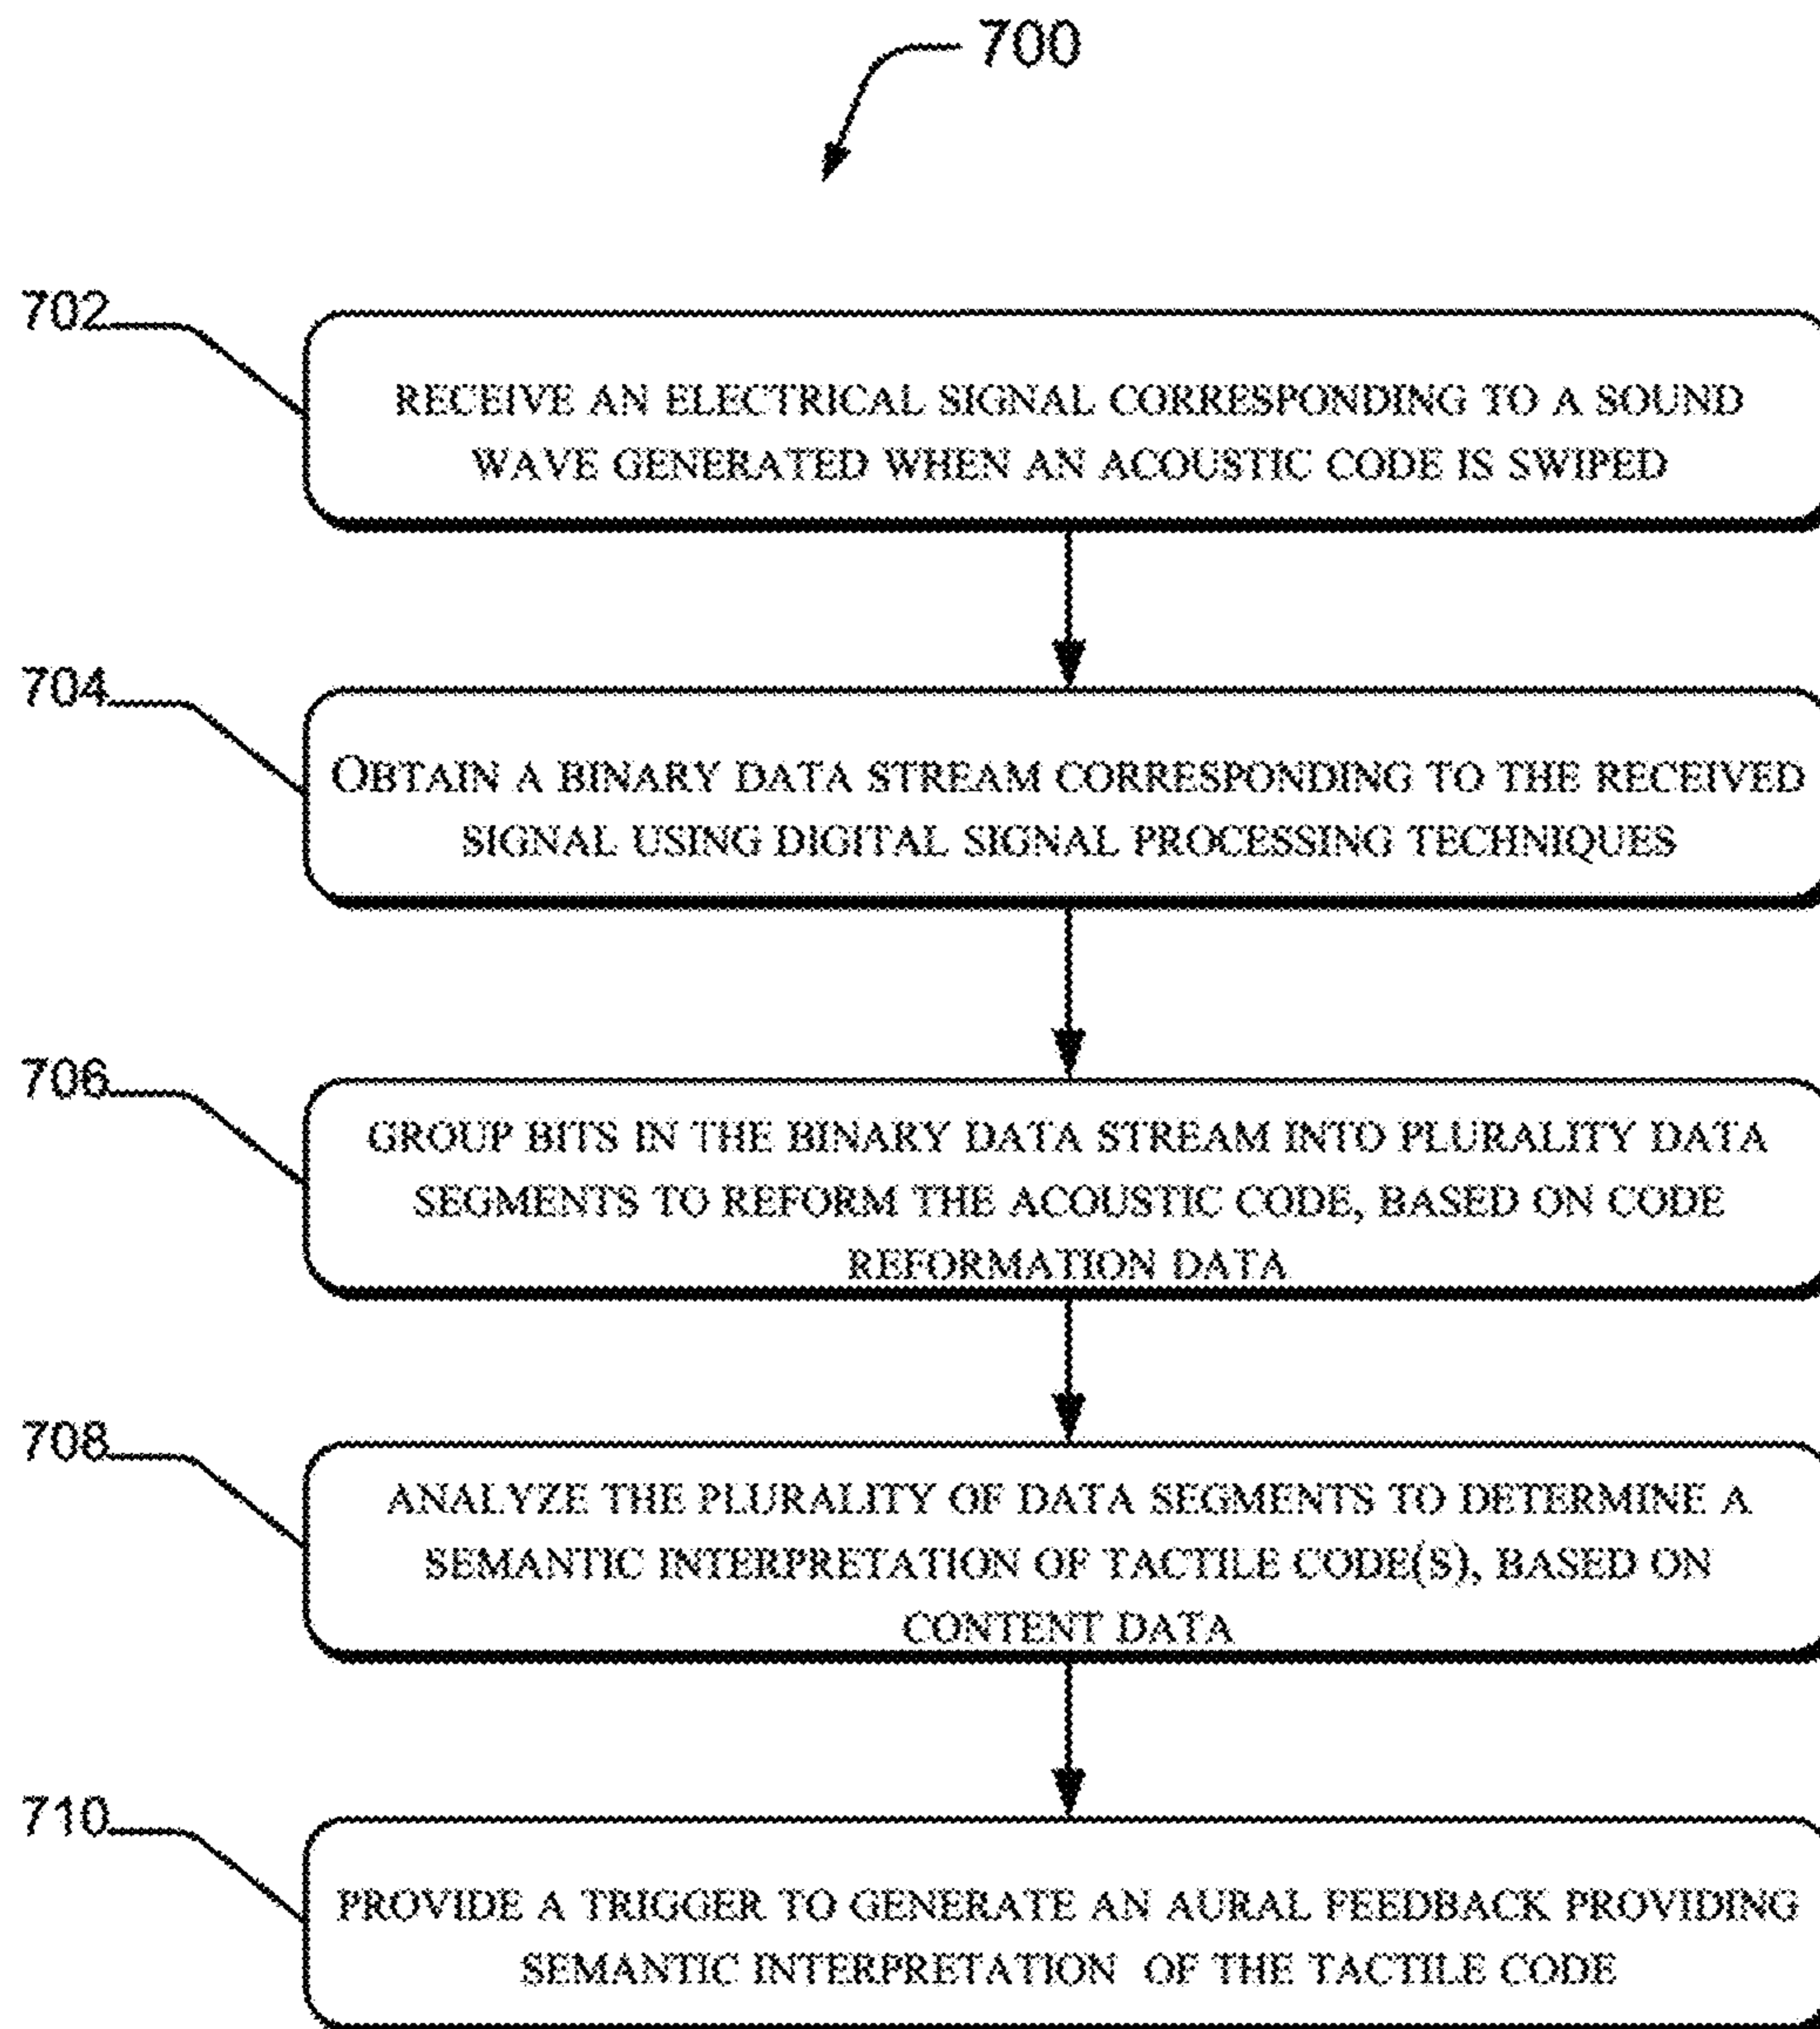 700
702
RECEIVE AN ELECTRICAL SIGNAL CORRESPONDING TO A SOUND
WAVE GENERATED WHEN AN ACOUSTIC CODE IS SWIPED
704
OBTAIN A BINARY DATA STREAM CORRESPONDING TO THE RECEIVED
SIGNAL USING DIGITAL SIGNAL PROCESSING TECHNIQUES
706
GROUP BITS IN THE BINARY DATA STREAM INTO PLURALITY DATA
SEGMENTS TO REFORM THE ACOUSTIC CODE, BASED ON CODE
REFORMATION DATA
708
ANALYZE THE PLURALITY OF DATA SEGMENTS TO DETERMINE A
SEMANTIC INTERPRETATION OF TACTILE CODE(S), BASED ON
CONTENT DATA
710
PROVIDE A TRIGGER TO GENERATE AN AURAL FEEDBACK PROVIDING
SEMANTIC INTERPRETATION OF THE TACTILE CODE